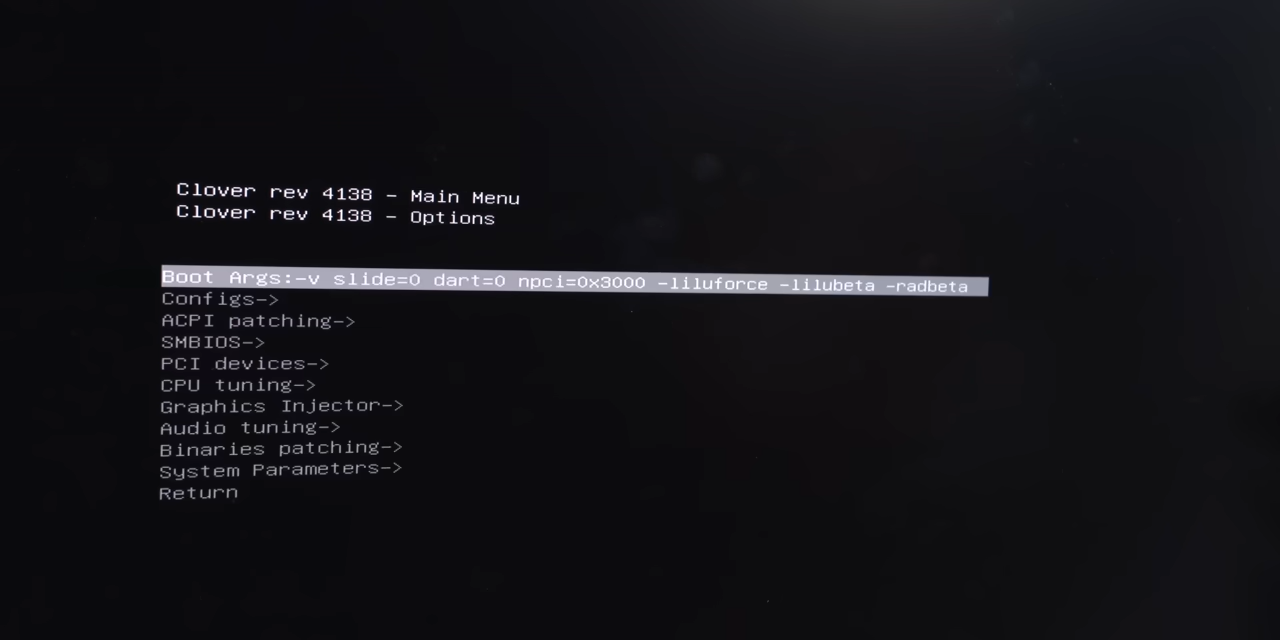 Clover rev 4138 – Main Menu
Clover rev 4138 – Options
Boot Args:-v slide=0 dart=0 npci=0x3000 -liluforce -lilubeta -radbeta
Configs->
ACPI patching->
SMBIOS->
PCI devices->
CPU tuning->
Graphics Injector->
Audio tuning->
Binaries patching->
System Parameters->
Return